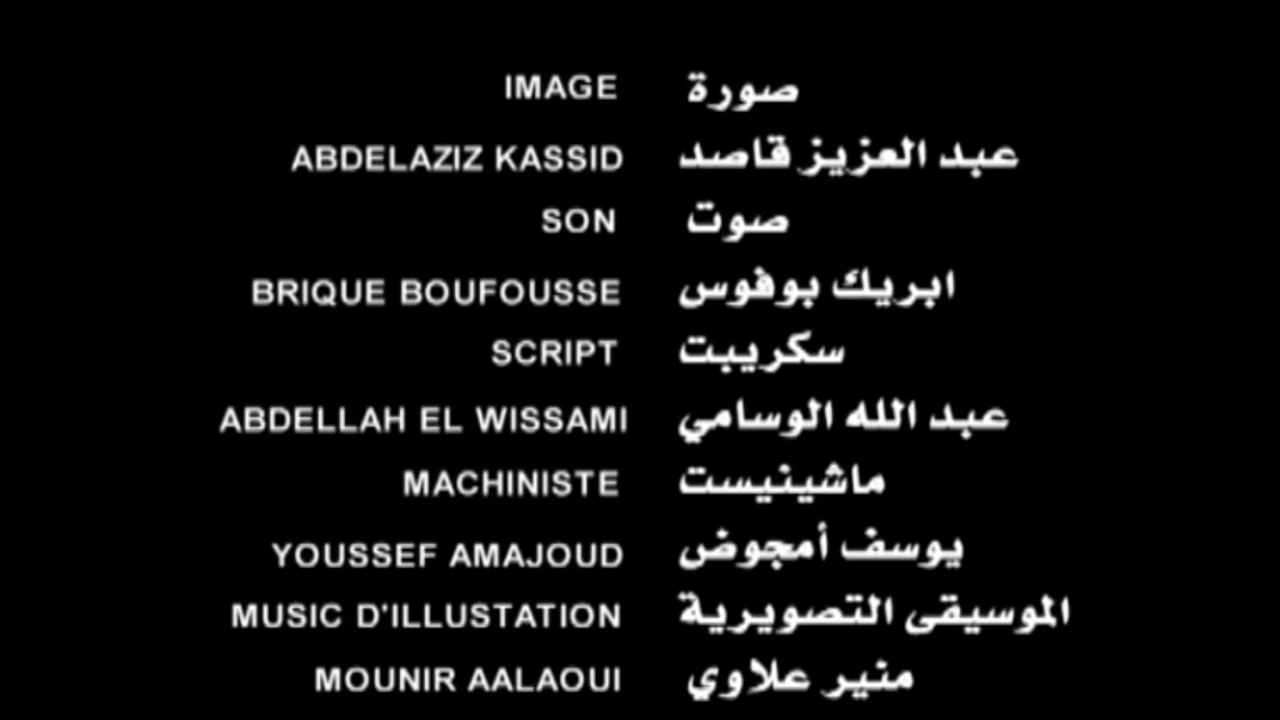 IMAGE صورة
ABDELAZIZ KASSID عبد العزيز قاصد
SON صوت
BRIQUE BOUFOUSSE ابريك بوفوس
SCRIPT سكريبت
ABDELLAH EL WISSAMI عبد الله الوسامي
MACHINISTE ماشينيست
YOUSSEF AMAJOUD يوسف أمجوض
MUSIC D'ILLUSTATION الموسيقى التصويرية
MOUNIR AALAOUI منير علاوي